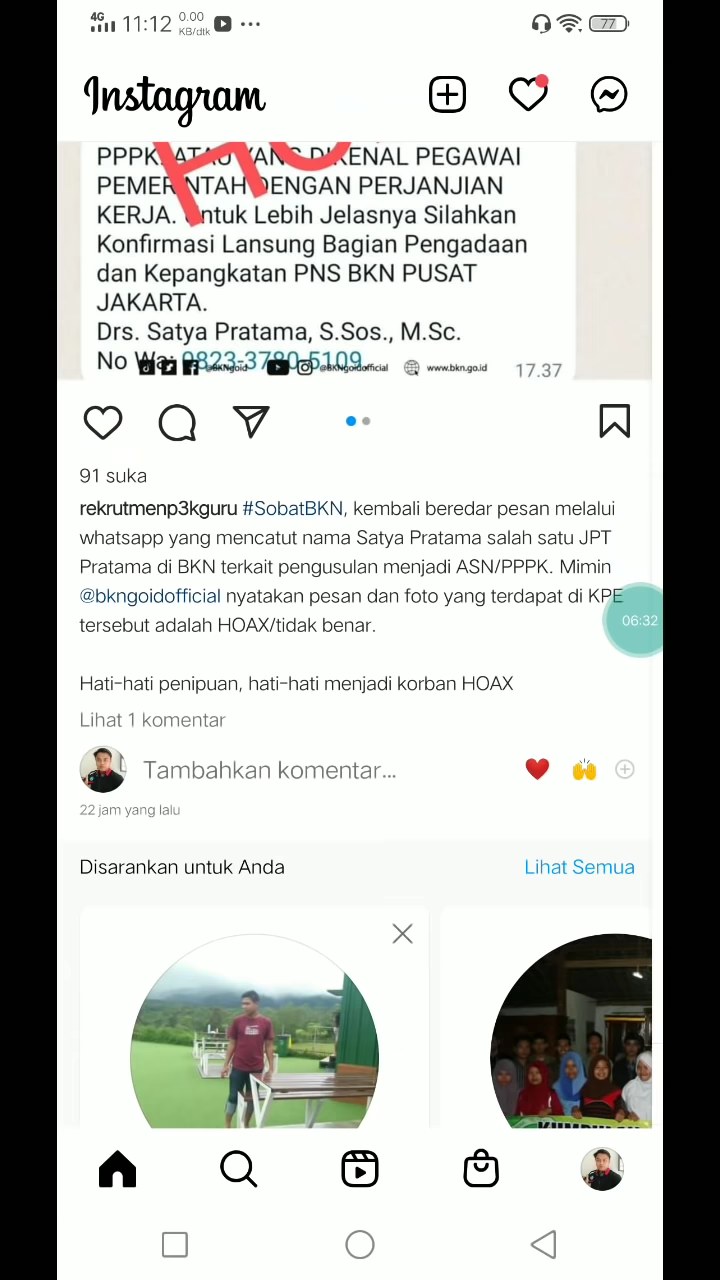 4G 11:12 0.00 KB/dtk 77
Instagram
HO
PPPK ATAU YANG DIKENAL PEGAWAI
PEMERINTAH DENGAN PERJANJIAN
KERJA. Untuk Lebih Jelasnya Silahkan
Konfirmasi Lansung Bagian Pengadaan
dan Kepangkatan PNS BKN PUSAT
JAKARTA.
Drs. Satya Pratama, S.Sos., M.Sc.
No Wa: 0823-3780-5109
@BKNgoid @BKNgoidofficial www.bkn.go.id 17.37
91 suka
rekrutmenp3kguru #SobatBKN, kembali beredar pesan melalui
whatsapp yang mencatut nama Satya Pratama salah satu JPT
Pratama di BKN terkait pengusulan menjadi ASN/PPPK. Mimin
@bkngoidofficial nyatakan pesan dan foto yang terdapat di KPE
06:32
tersebut adalah HOAX/tidak benar.
Hati-hati penipuan, hati-hati menjadi korban HOAX
Lihat 1 komentar
Tambahkan komentar...
22 jam yang lalu
Disarankan untuk Anda Lihat Semua